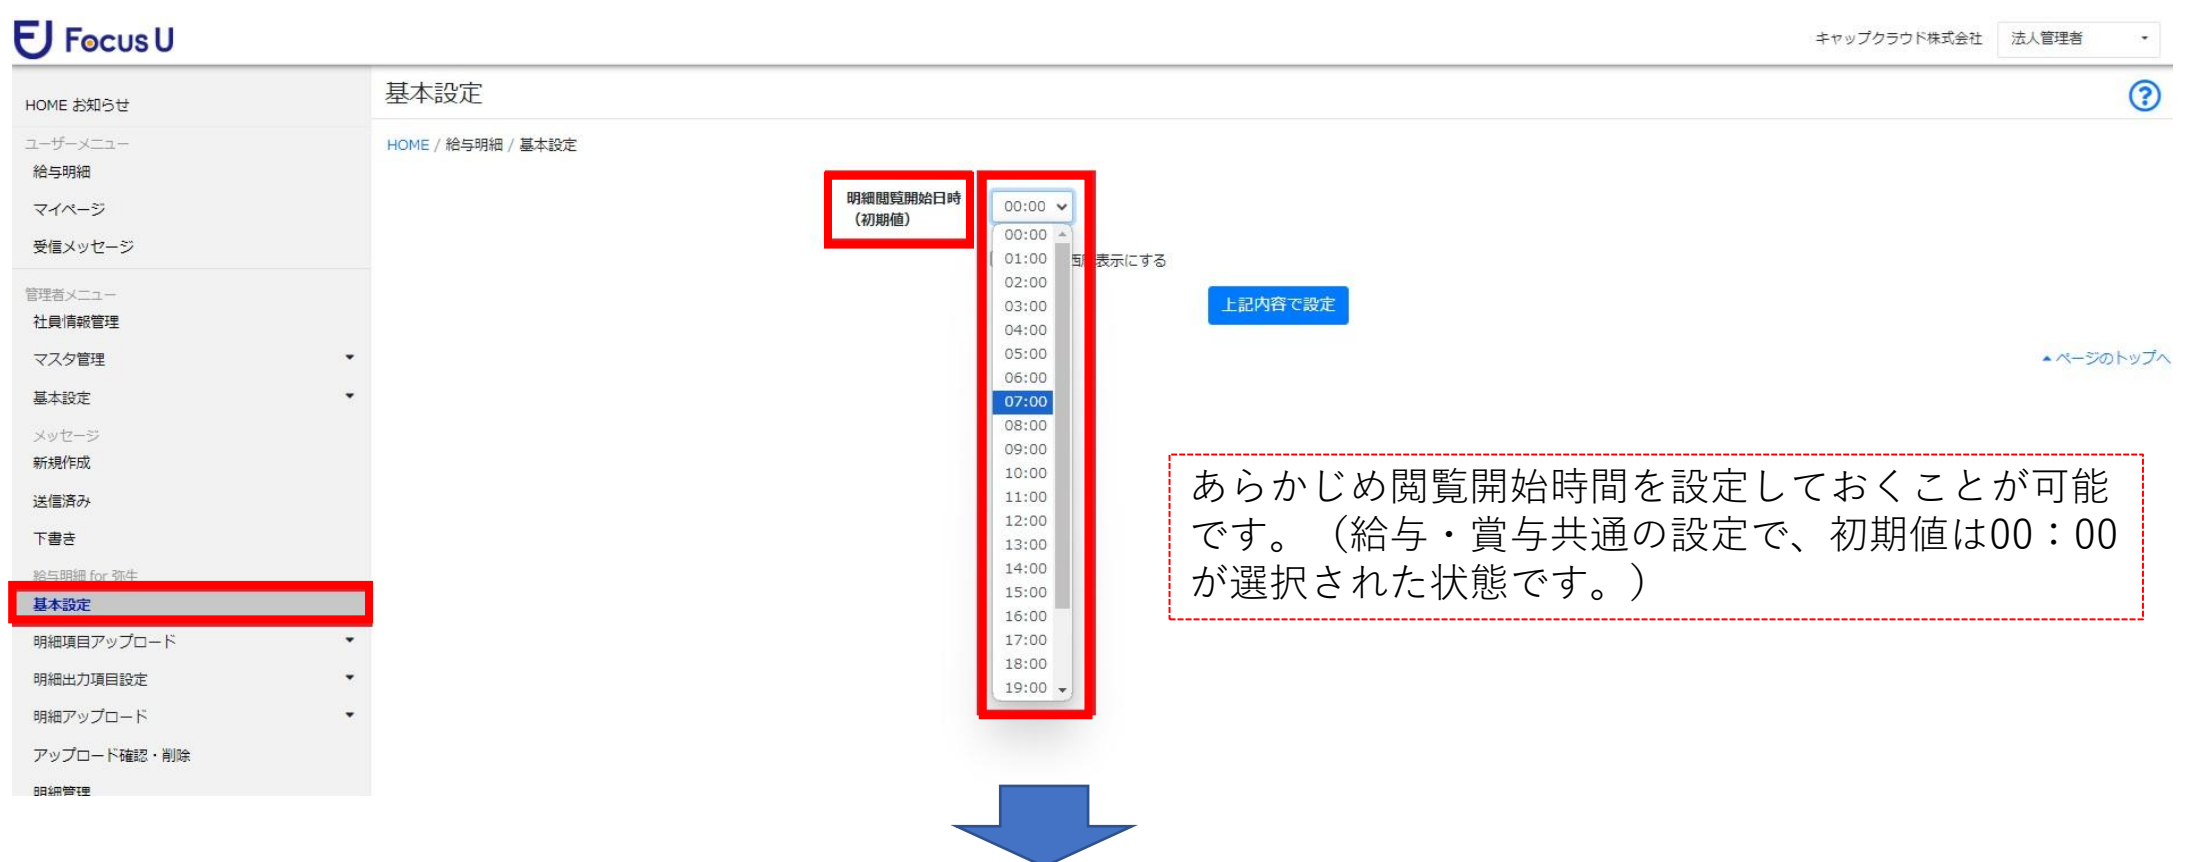 Focus U
キャップクラウド株式会社
法人管理者
HOME お知らせ
ユーザーメニュー
給与明細
マイページ
受信メッセージ
管理者メニュー
社員情報管理
マスタ管理
基本設定
メッセージ
新規作成
送信済み
下書き
給与明細 for 弥生
基本設定
明細項目アップロード
明細出力項目設定
明細アップロード
アップロード確認・削除
明細管理
基本設定
?
HOME / 給与明細 / 基本設定
明細閲覧開始日時
（初期値）
00:00
00:00
01:00
表示にする
02:00
03:00
04:00
05:00
06:00
07:00
08:00
09:00
10:00
11:00
12:00
13:00
14:00
15:00
16:00
17:00
18:00
19:00
上記内容で設定
ページのトップへ
あらかじめ閲覧開始時間を設定しておくことが可能
です。（給与・賞与共通の設定で、初期値は00：00
が選択された状態です。）